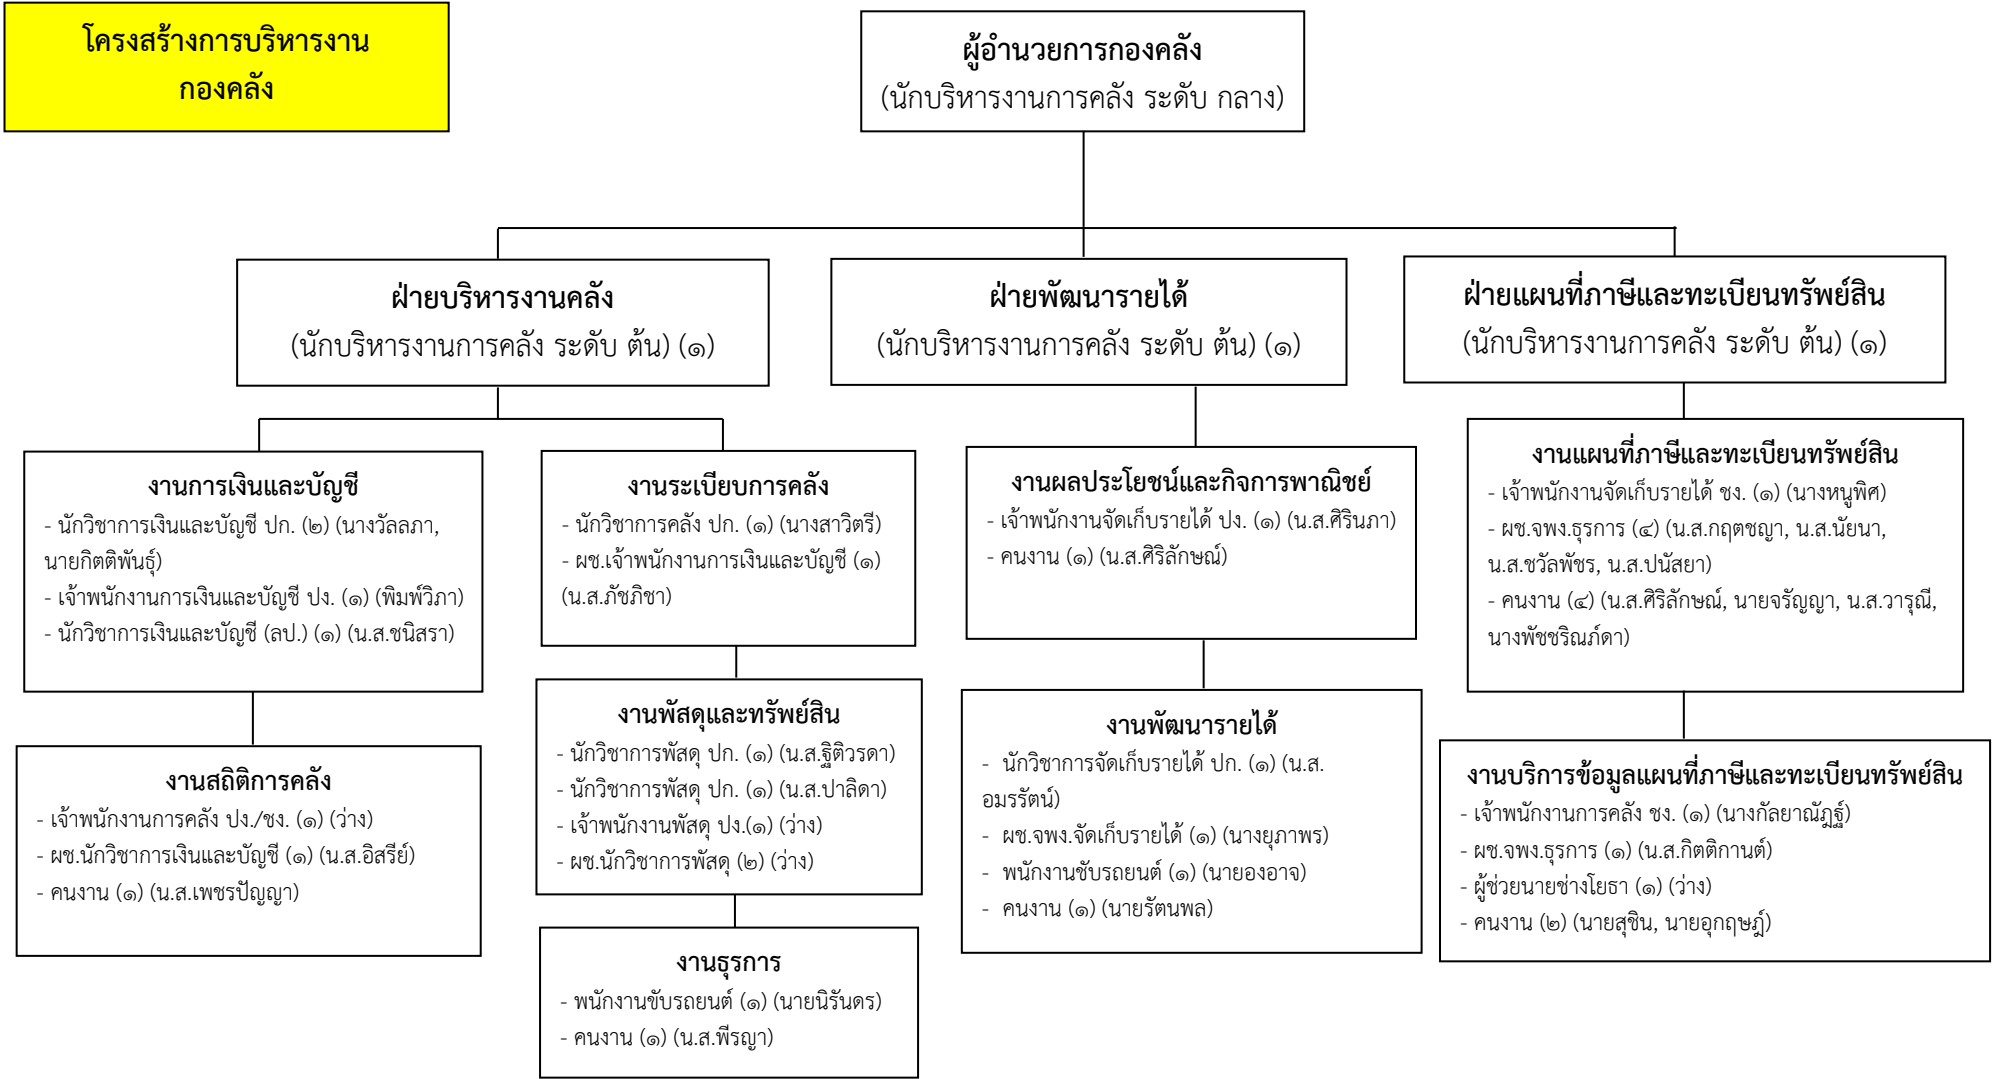 โครงสร้างการบริหารงาน
กองคลัง
ผู้อำนวยการกองคลัง
(นักบริหารงานการคลัง ระดับ กลาง)
ฝ่ายบริหารงานคลัง
(นักบริหารงานการคลัง ระดับ ต้น) (๑)
ฝ่ายพัฒนารายได้
(นักบริหารงานการคลัง ระดับ ต้น) (๑)
ฝ่ายแผนที่ภาษีและทะเบียนทรัพย์สิน
(นักบริหารงานการคลัง ระดับ ต้น) (๑)
งานการเงินและบัญชี
- นักวิชาการเงินและบัญชี ปก. (๒) (นางวัลลภา,
นายกิตติพันธุ์)
- เจ้าพนักงานการเงินและบัญชี ปง. (๑) (พิมพ์วิภา)
- นักวิชาการเงินและบัญชี (ลป.) (๑) (น.ส.ชนิสรา)
งานสถิติการคลัง
- เจ้าพนักงานการคลัง ปง./ชง. (๑) (ว่าง)
- ผช.นักวิชาการเงินและบัญชี (๑) (น.ส.อิสรีย์)
- คนงาน (๑) (น.ส.เพชรปัญญา)
งานระเบียบการคลัง
- นักวิชาการคลัง ปก. (๑) (นางสาวิตรี)
- ผช.เจ้าพนักงานการเงินและบัญชี (๑)
(น.ส.ภัชภิชา)
งานพัสดุและทรัพย์สิน
- นักวิชาการพัสดุ ปก. (๑) (น.ส.ฐิติวรดา)
- นักวิชาการพัสดุ ปก. (๑) (น.ส.ปาลิดา)
- เจ้าพนักงานพัสดุ ปง.(๑) (ว่าง)
- ผช.นักวิชาการพัสดุ (๒) (ว่าง)
งานธุรการ
- พนักงานขับรถยนต์ (๑) (นายนิรันดร)
- คนงาน (๑) (น.ส.พีรญา)
งานผลประโยชน์และกิจการพาณิชย์
- เจ้าพนักงานจัดเก็บรายได้ ปง. (๑) (น.ส.ศิรินภา)
- คนงาน (๑) (น.ส.ศิริลักษณ์)
งานพัฒนารายได้
- นักวิชาการจัดเก็บรายได้ ปก. (๑) (น.ส.
อมรรัตน์)
- ผช.จพง.จัดเก็บรายได้ (๑) (นางยุภาพร)
- พนักงานขับรถยนต์ (๑) (นายองอาจ)
- คนงาน (๑) (นายรัตนพล)
งานแผนที่ภาษีและทะเบียนทรัพย์สิน
- เจ้าพนักงานจัดเก็บรายได้ ชง. (๑) (นางหนูพิศ)
- ผช.จพง.ธุรการ (๔) (น.ส.กฤตชญา, น.ส.นัยนา,
น.ส.ชวัลพัชร, น.ส.ปนัสยา)
- คนงาน (๔) (น.ส.ศิริลักษณ์, นายจรัญญา, น.ส.วารุณี,
นางพัชชริณภ์ดา)
งานบริการข้อมูลแผนที่ภาษีและทะเบียนทรัพย์สิน
- เจ้าพนักงานการคลัง ชง. (๑) (นางกัลยาณัฏฐ์)
- ผช.จพง.ธุรการ (๑) (น.ส.กิตติกานต์)
- ผู้ช่วยนายช่างโยธา (๑) (ว่าง)
- คนงาน (๒) (นายสุชิน, นายอุกฤษฎ์)